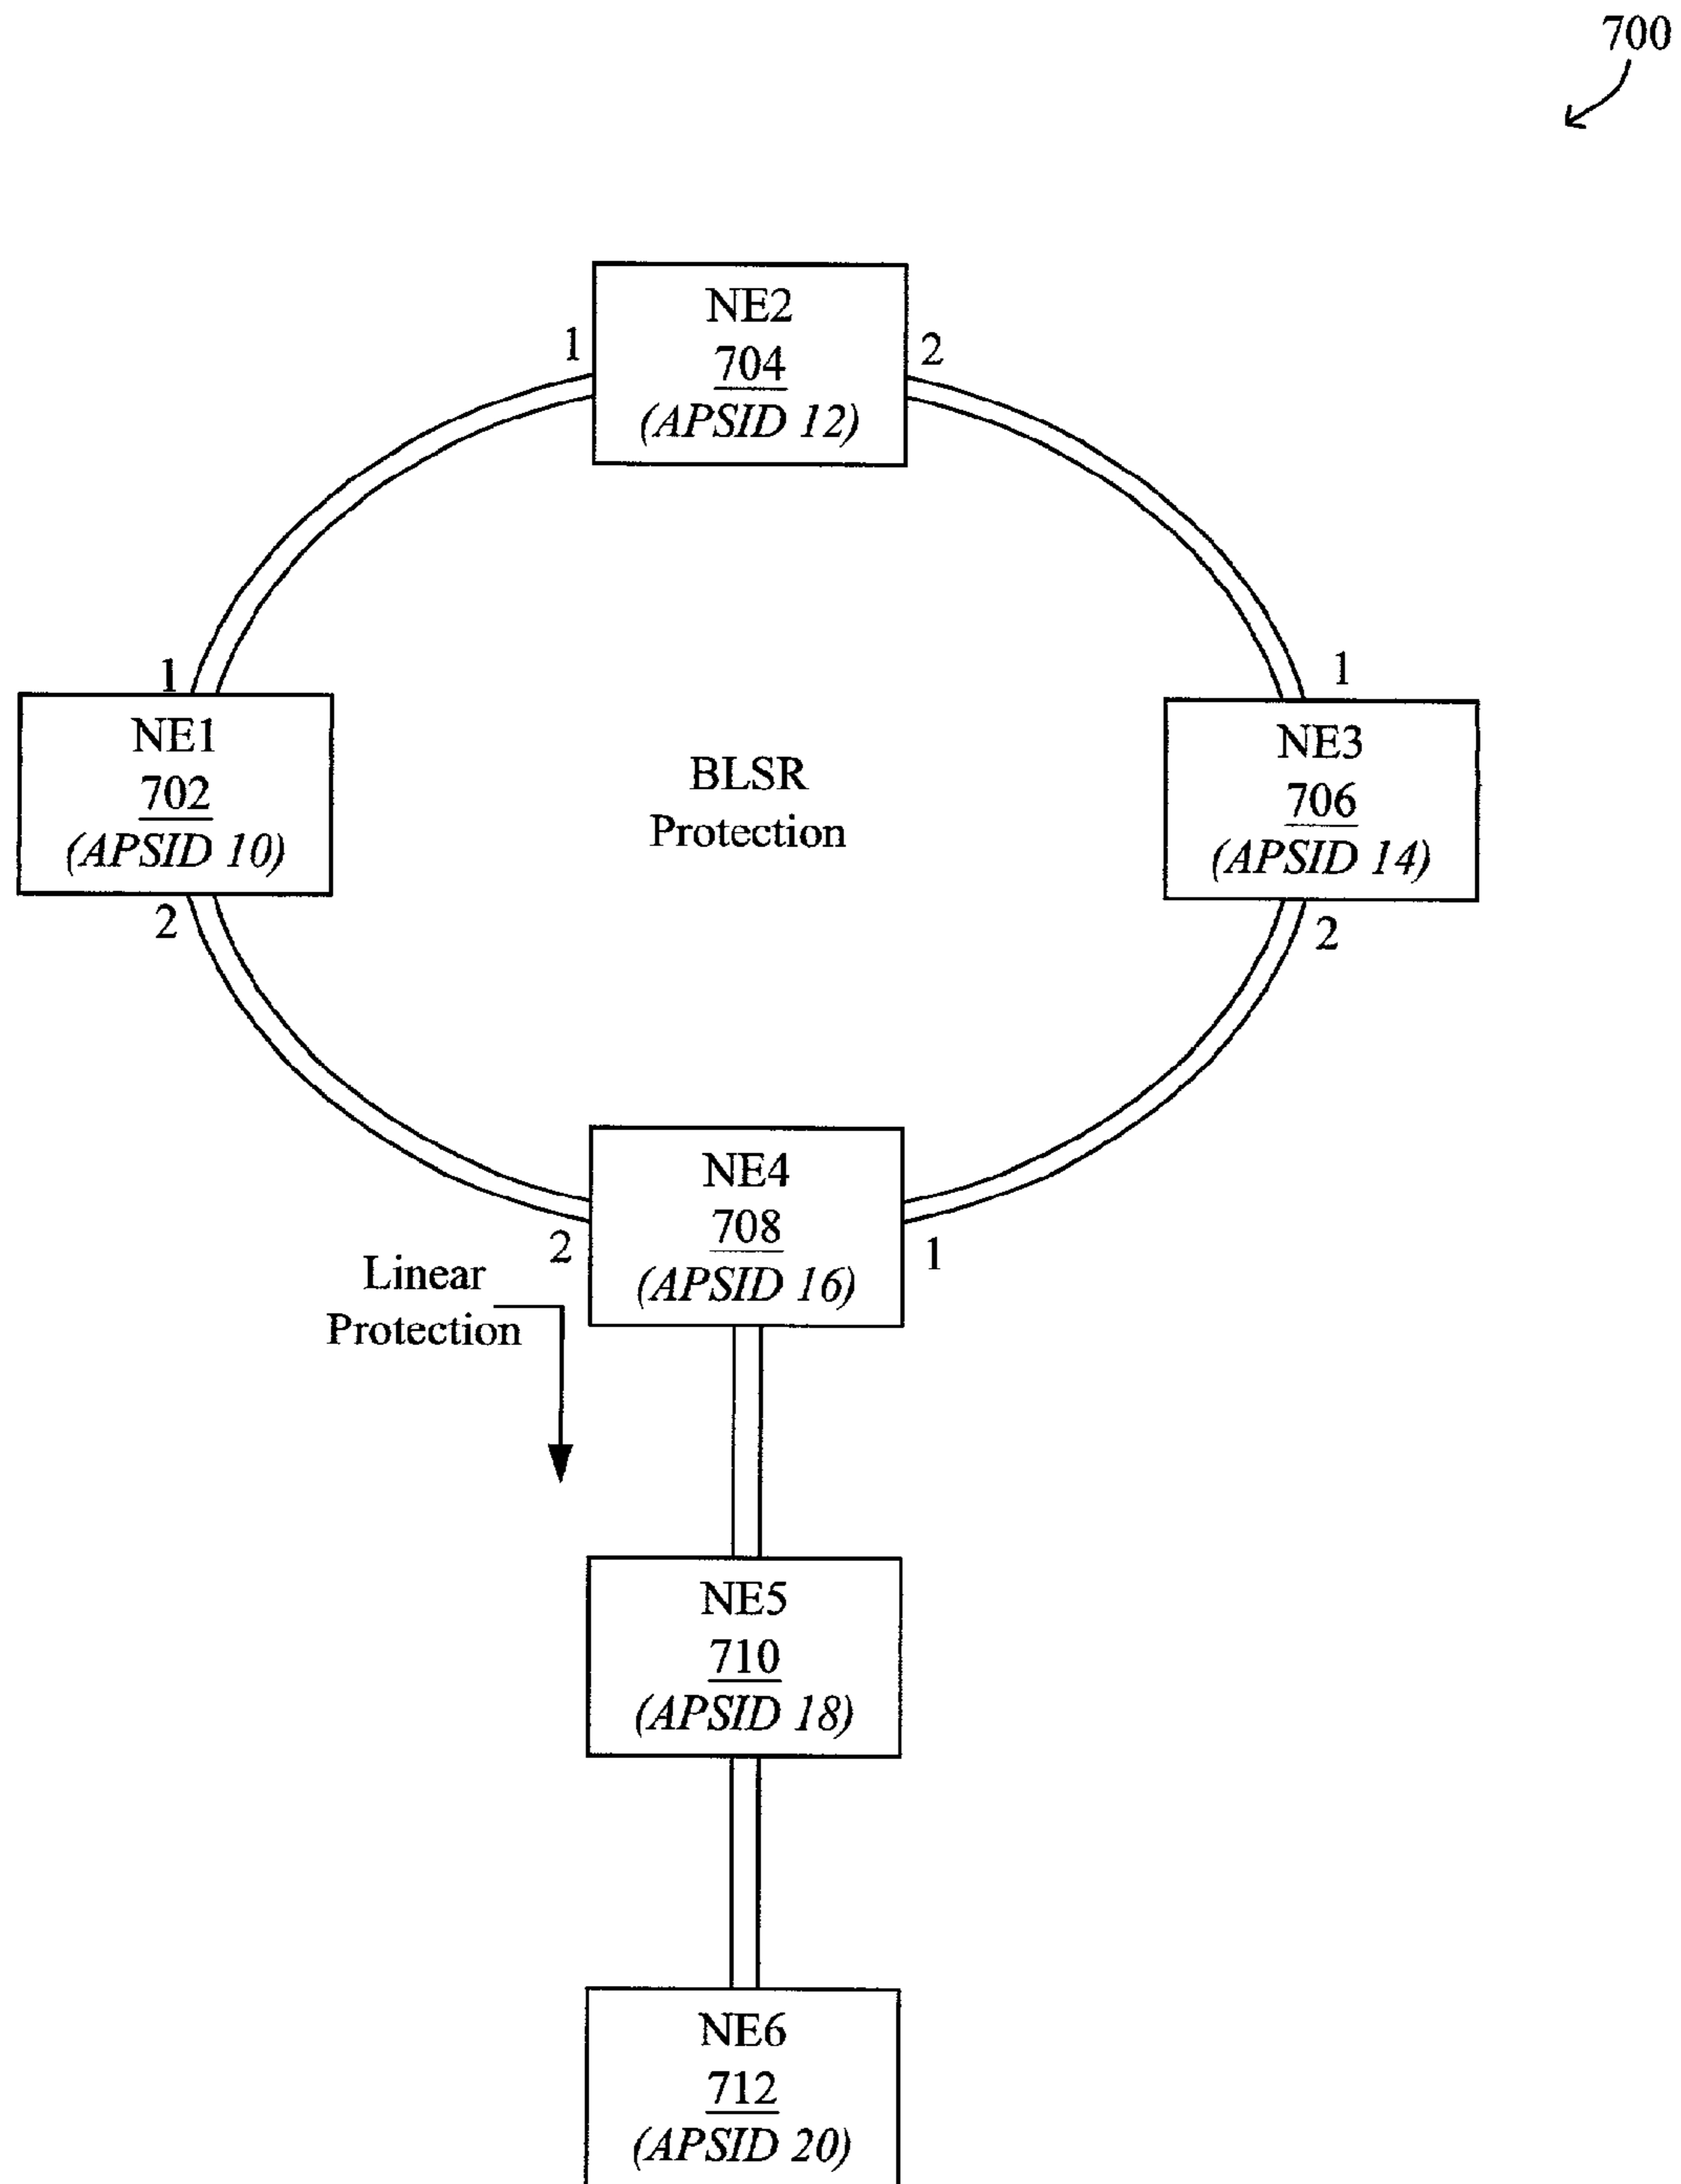 700
NE2
704
(APSID 12)
1
2
1
1
NE1
702
(APSID 10)
BLSR
Protection
NE3
706
(APSID 14)
2
2
NE4
708
(APSID 16)
2
1
Linear
Protection
NE5
710
(APSID 18)
NE6
712
(APSID 20)